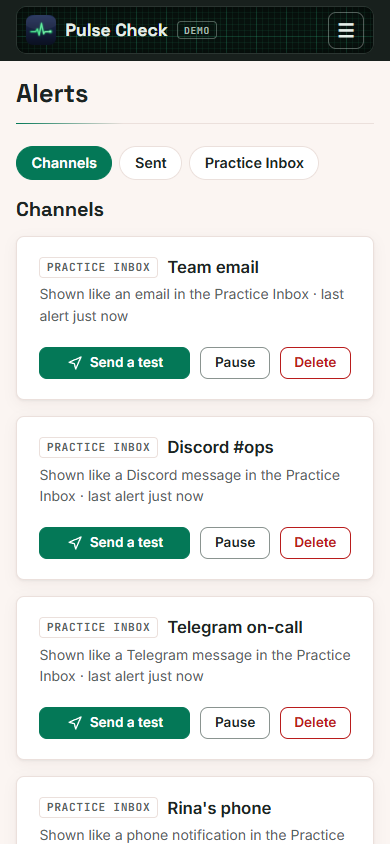 Pulse Check DEMO
Alerts
Channels Sent Practice Inbox
Channels
PRACTICE INBOX Team email
Shown like an email in the Practice Inbox · last
alert just now
Send a test Pause Delete
PRACTICE INBOX Discord #ops
Shown like a Discord message in the Practice
Inbox · last alert just now
Send a test Pause Delete
PRACTICE INBOX Telegram on-call
Shown like a Telegram message in the Practice
Inbox · last alert just now
Send a test Pause Delete
PRACTICE INBOX Rina's phone
Shown like a phone notification in the Practice